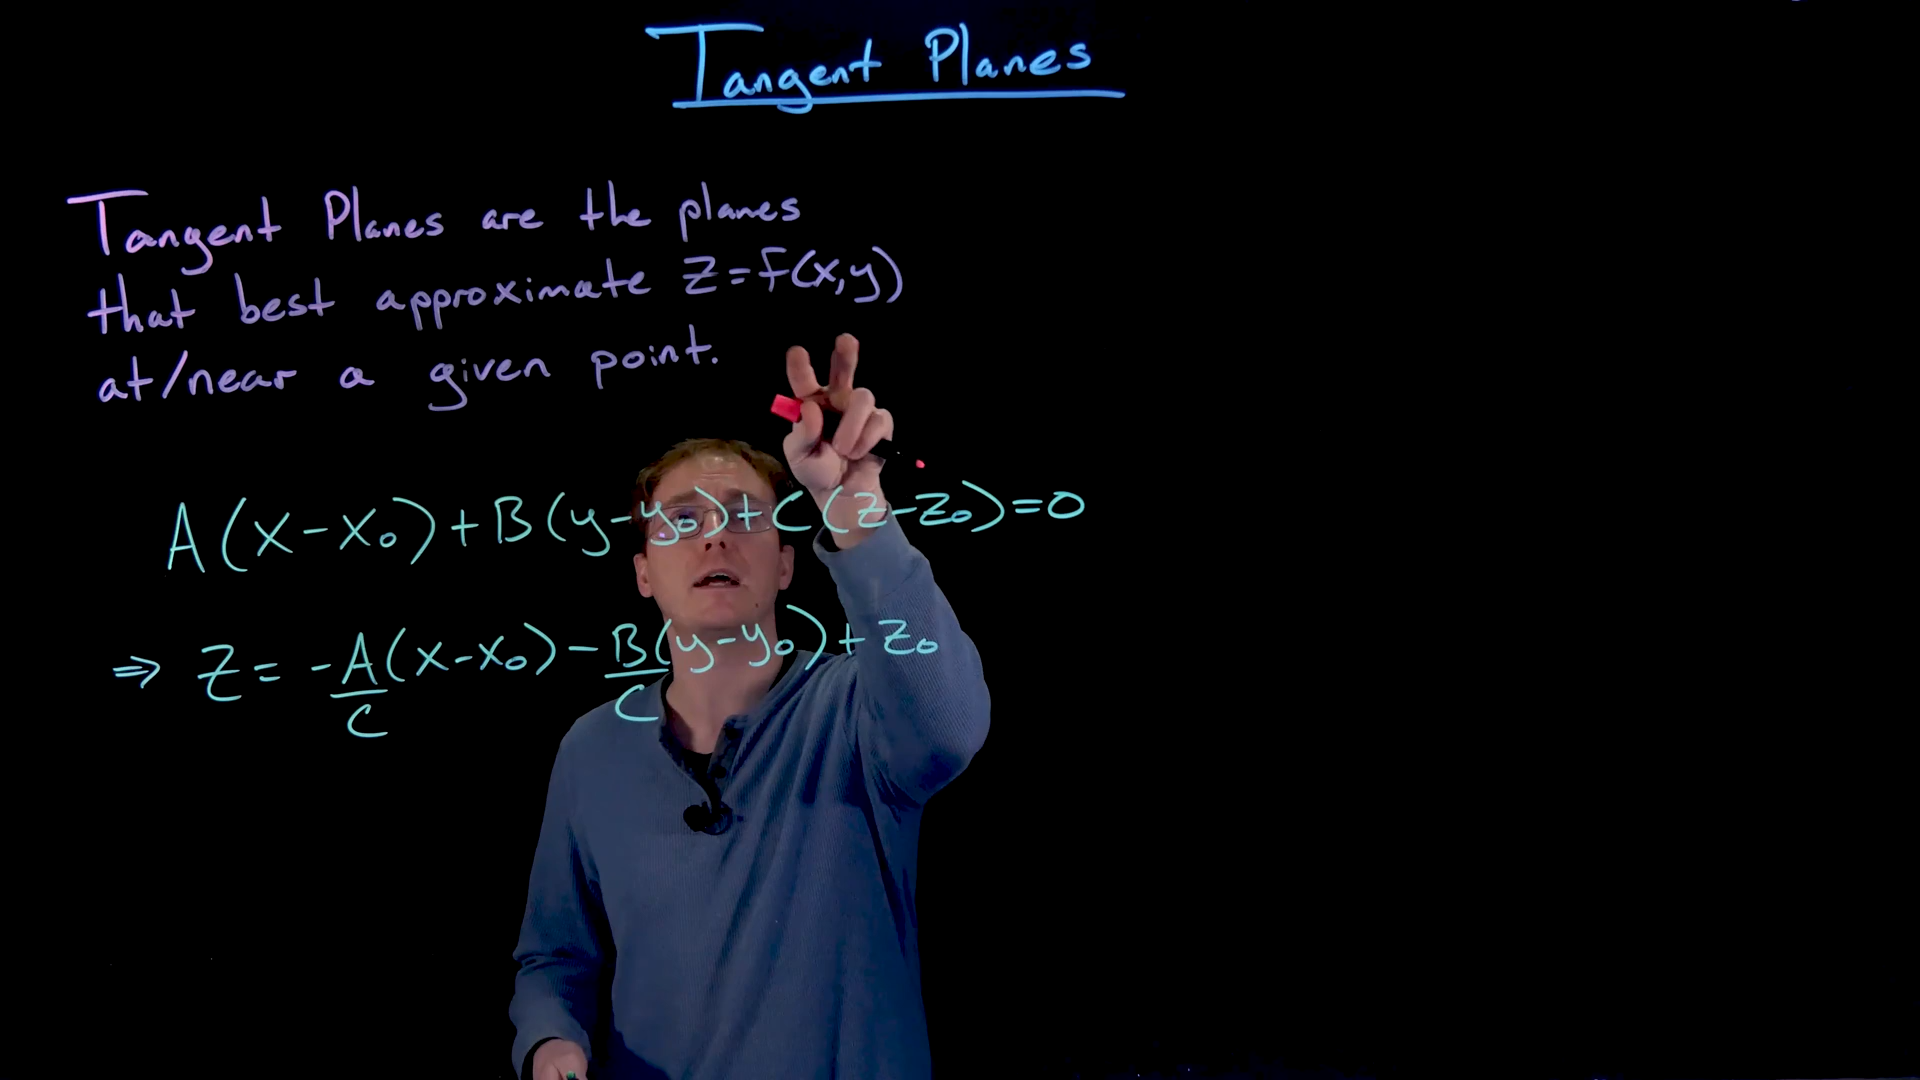 Tangent Planes
Tangent Planes are the planes
that best approximate z=f(x,y)
at/near a given point.
A(x-x₀)+B(y-y₀)+C(z-z₀)=0
⇒ z = -A/C(x-x₀) - B/C(y-y₀) + z₀